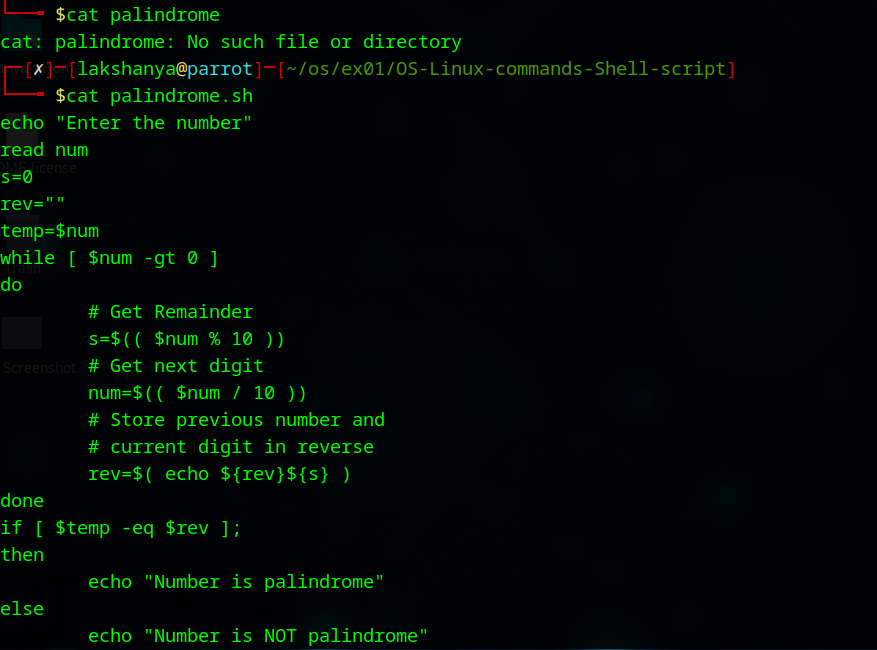 $cat palindrome
cat: palindrome: No such file or directory
[✗]─[lakshanya@parrot]─[~/os/ex01/OS-Linux-commands-Shell-script]
$cat palindrome.sh
echo "Enter the number"
read num
license
s=0
rev=""
temp=$num
while [ $num -gt 0 ]
do
# Get Remainder
s=$(( $num % 10 ))
# Get next digit
Screenshot
num=$(( $num / 10 ))
# Store previous number and
# current digit in reverse
rev=$( echo ${rev}${s} )
done
if [ $temp -eq $rev ];
then
echo "Number is palindrome"
else
echo "Number is NOT palindrome"